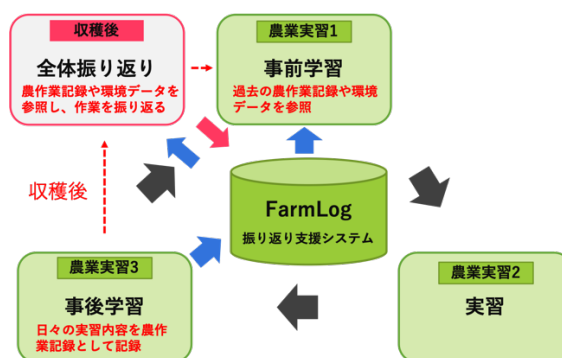 収穫後
全体振り返り
農作業記録や環境データを
参照し、作業を振り返る
農業実習1
事前学習
過去の農作業記録や環境
データを参照
収穫後
FarmLog
振り返り支援システム
農業実習3
事後学習
日々の実習内容を農作
業記録として記録
農業実習2
実習